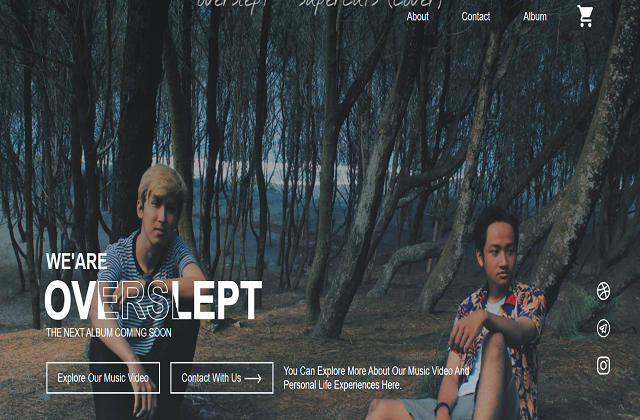 overslept - supercuts (cover)
About
Contact
Album
WE'ARE
OVERSLEPT
THE NEXT ALBUM COMING SOON
Explore Our Music Video
Contact With Us
You Can Explore More About Our Music Video And
Personal Life Experiences Here.